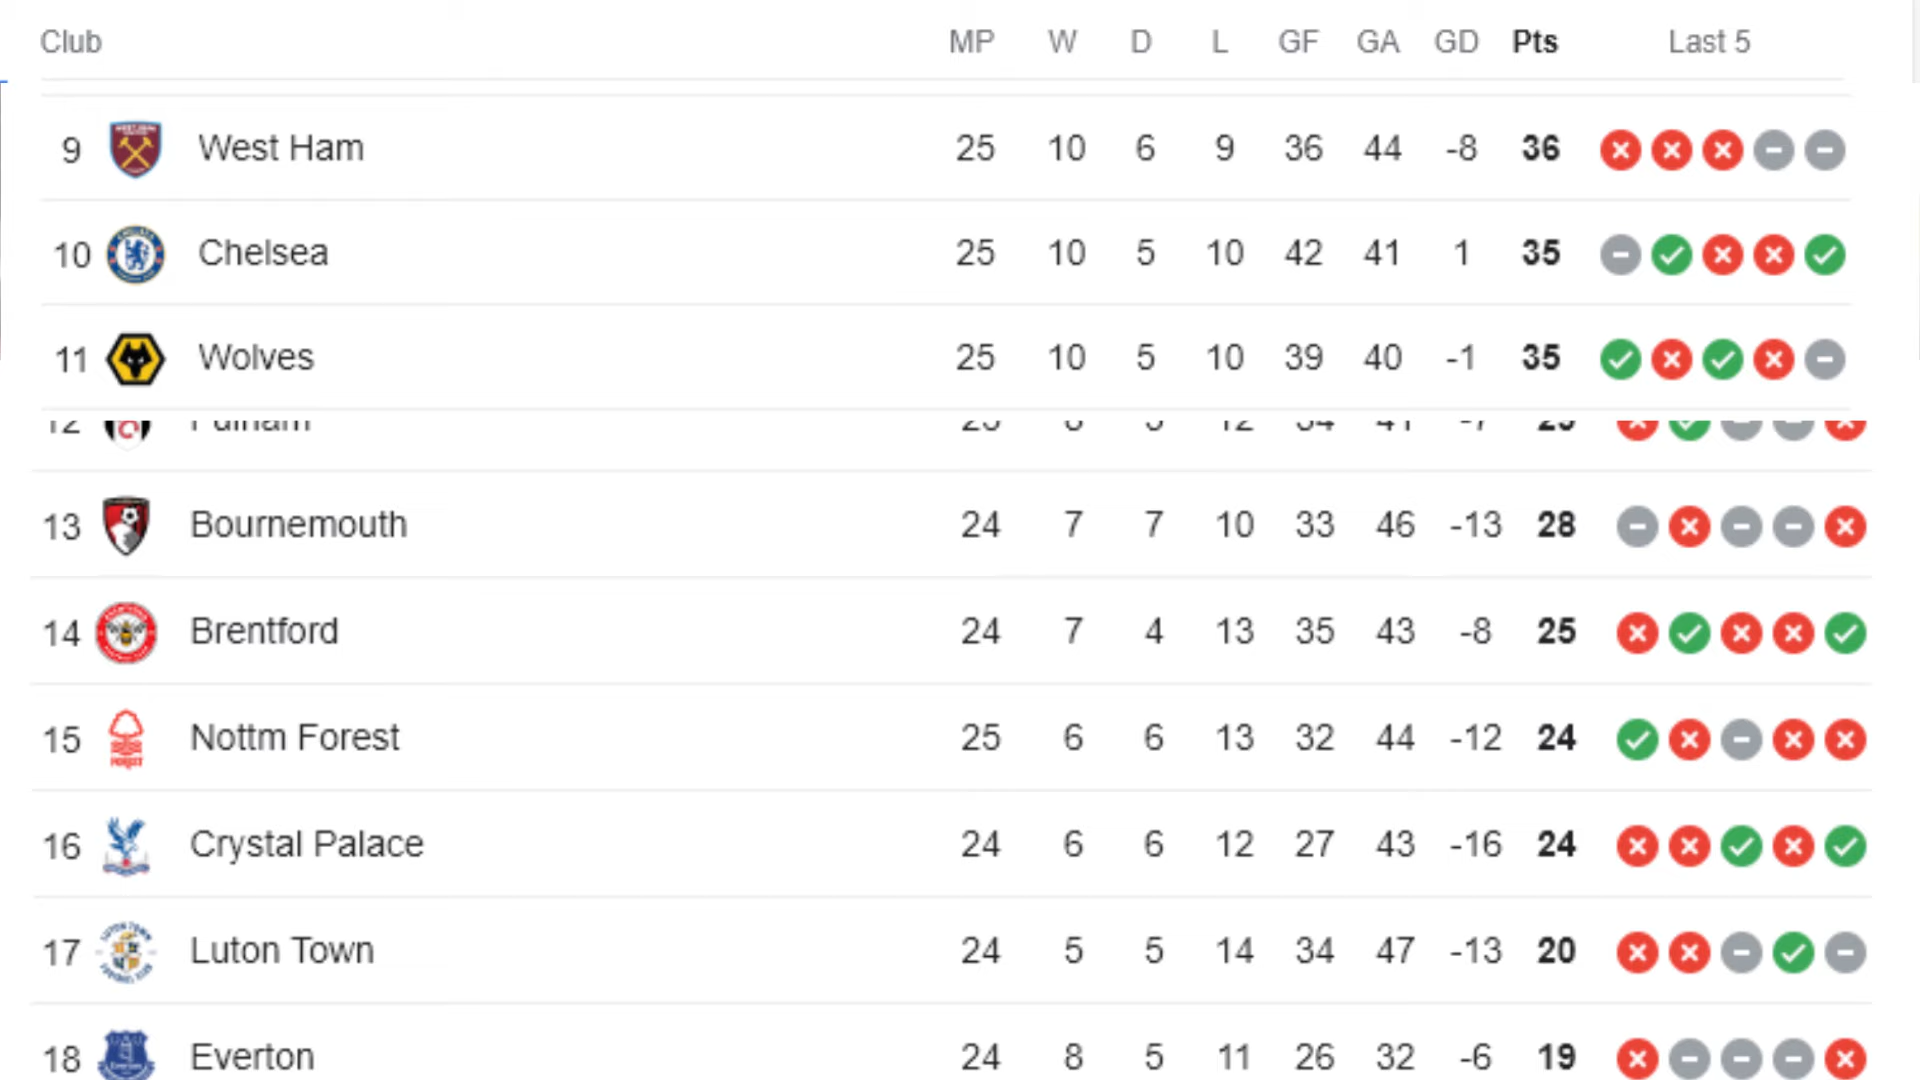 Club MP W D L GF GA GD Pts Last 5
9 West Ham 25 10 6 9 36 44 -8 36
10 Chelsea 25 10 5 10 42 41 1 35
11 Wolves 25 10 5 10 39 40 -1 35
12 Fulham 12 -7
13 Bournemouth 24 7 7 10 33 46 -13 28
14 Brentford 24 7 4 13 35 43 -8 25
15 Nottm Forest 25 6 6 13 32 44 -12 24
16 Crystal Palace 24 6 6 12 27 43 -16 24
17 Luton Town 24 5 5 14 34 47 -13 20
18 Everton 24 8 5 11 26 32 -6 19